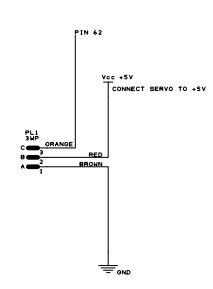 PIN 62
Vcc +5V
CONNECT SERVO TO +5V
PL1
3WP
C
ORANGE
3
B
RED
2
A
BROWN
1
GND